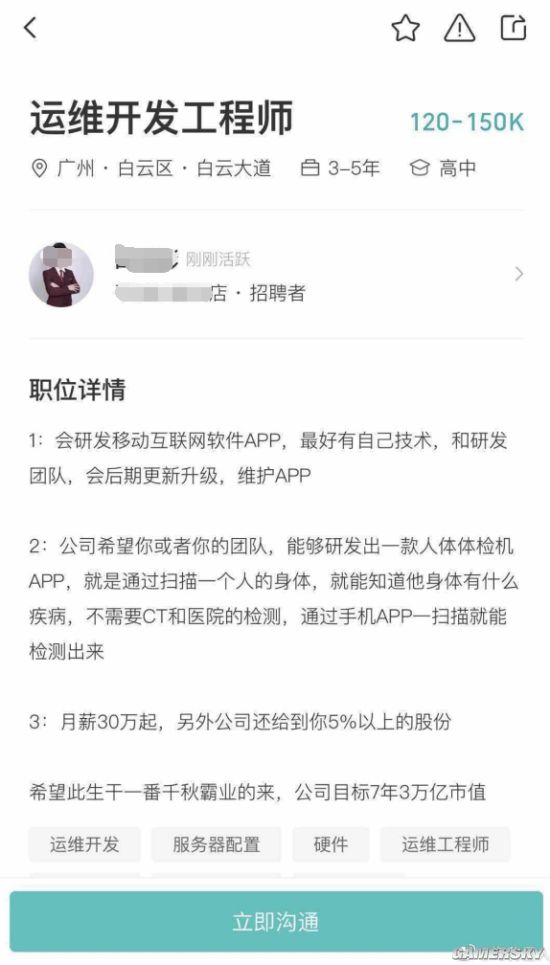 运维开发工程师
120-150K
广州·白云区·白云大道
3-5年
高中
刚刚活跃
店·招聘者
职位详情
1：会研发移动互联网软件APP，最好有自己技术，和研发
团队，会后期更新升级，维护APP
2：公司希望你或者你的团队，能够研发出一款人体体检机
APP，就是通过扫描一个人的身体，就能知道他身体有什么
疾病，不需要CT和医院的检测，通过手机APP一扫描就能
检测出来
3：月薪30万起，另外公司还给到你5%以上的股份
希望此生干一番千秋霸业的来，公司目标7年3万亿市值
运维开发
服务器配置
硬件
运维工程师
立即沟通
GAMERSKY